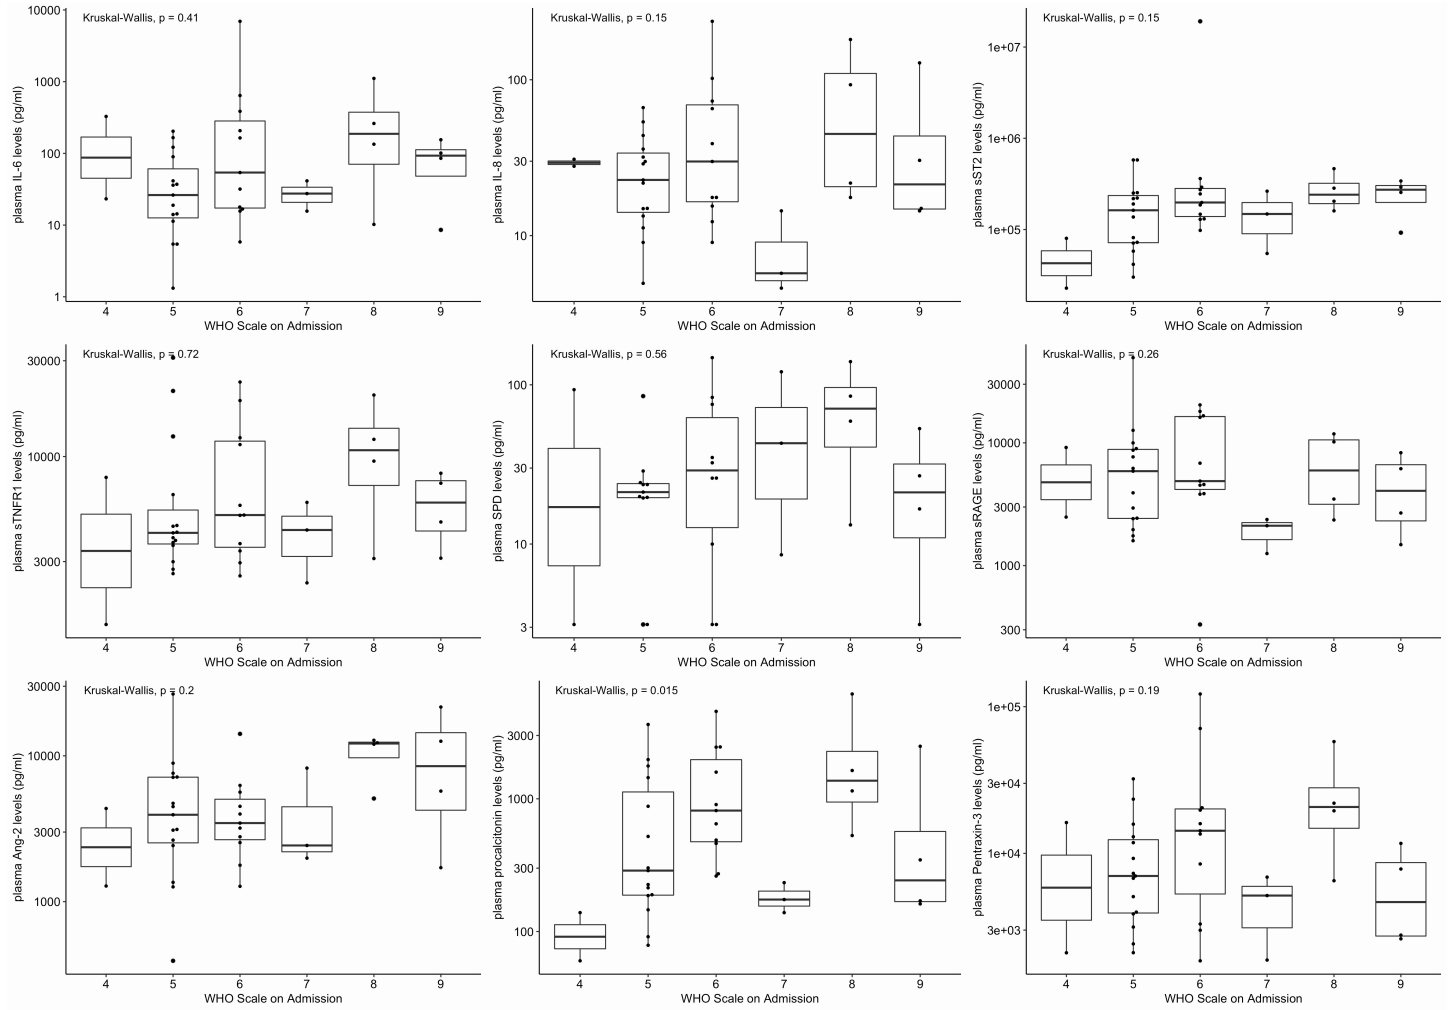 Kruskal-Wallis, p = 0.41
plasma IL-6 levels (pg/ml)
10000
1000
100
10
1
4 5 6 7 8 9
WHO Scale on Admission
Kruskal-Wallis, p = 0.15
plasma IL-8 levels (pg/ml)
100
30
10
4 5 6 7 8 9
WHO Scale on Admission
Kruskal-Wallis, p = 0.15
plasma sST2 levels (pg/ml)
1e+07
1e+06
1e+05
4 5 6 7 8 9
WHO Scale on Admission
Kruskal-Wallis, p = 0.72
plasma sTNFR1 levels (pg/ml)
30000
10000
3000
4 5 6 7 8 9
WHO Scale on Admission
Kruskal-Wallis, p = 0.56
plasma SPD levels (pg/ml)
100
30
10
3
4 5 6 7 8 9
WHO Scale on Admission
Kruskal-Wallis, p = 0.26
plasma sRAGE levels (pg/ml)
30000
10000
3000
1000
300
4 5 6 7 8 9
WHO Scale on Admission
Kruskal-Wallis, p = 0.2
plasma Ang-2 levels (pg/ml)
30000
10000
3000
1000
4 5 6 7 8 9
WHO Scale on Admission
Kruskal-Wallis, p = 0.015
plasma procalcitonin levels (pg/ml)
3000
1000
300
100
4 5 6 7 8 9
WHO Scale on Admission
Kruskal-Wallis, p = 0.19
plasma Pentraxin-3 levels (pg/ml)
1e+05
3e+04
1e+04
3e+03
4 5 6 7 8 9
WHO Scale on Admission